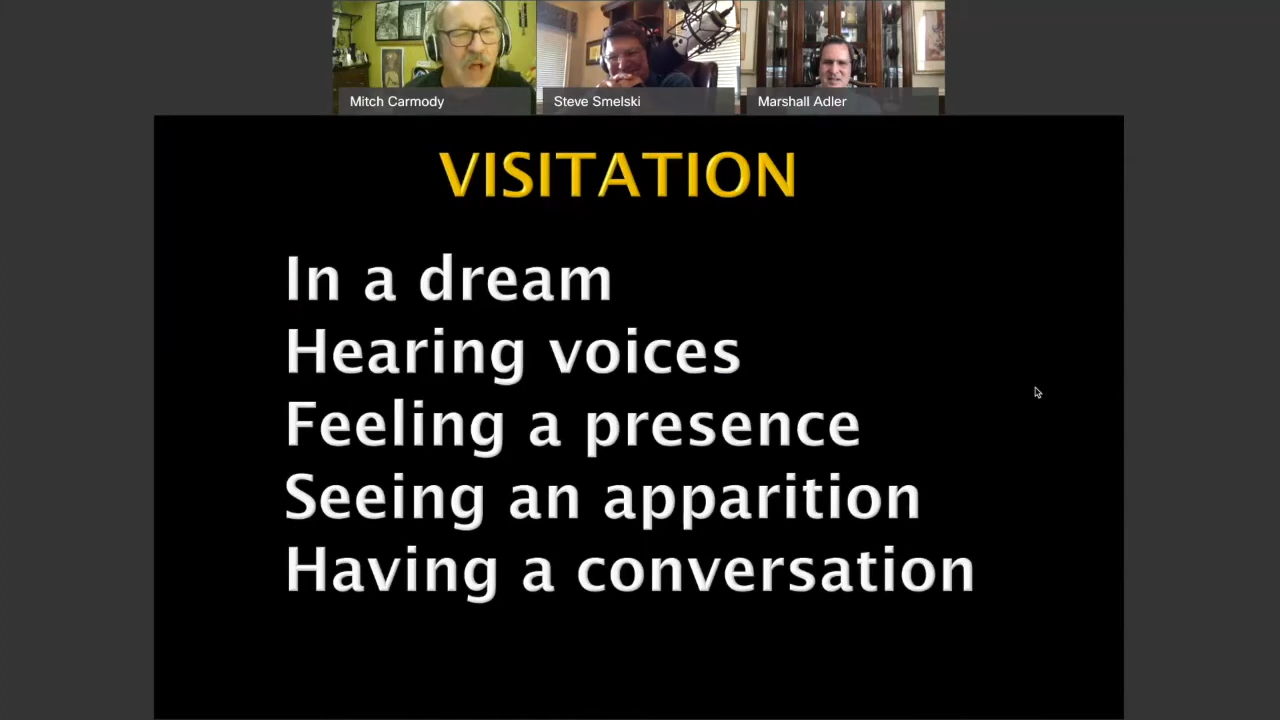 Mitch Carmody
Steve Smelski
Marshall Adler
VISITATION
In a dream
Hearing voices
Feeling a presence
Seeing an apparition
Having a conversation